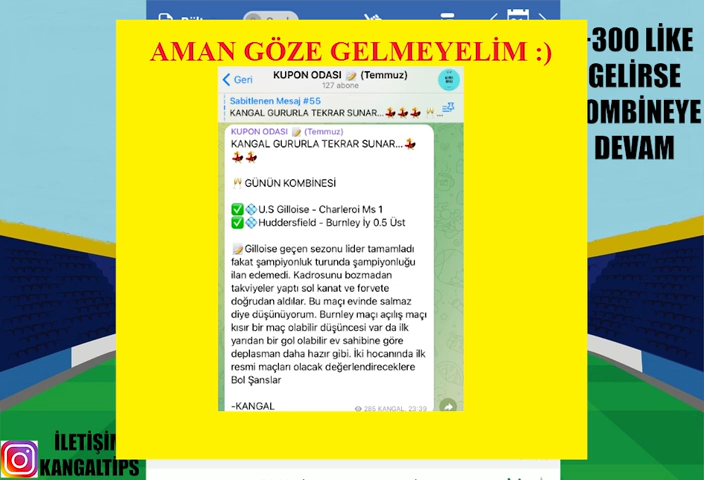 AMAN GÖZE GELMEYELİM :)
300 LİKE
GELİRSE
KOMBİNEYE
DEVAM
Geri
KUPON ODASI 📝 (Temmuz)
127 abone
Sabitlenen Mesaj #55
KANGAL GURURLA TEKRAR SUNAR...💃💃💃 🥂...
KUPON ODASI 📝 (Temmuz)
KANGAL GURURLA TEKRAR SUNAR...💃
💃💃
🥂GÜNÜN KOMBİNESİ
✅💠U.S Gilloise - Charleroi Ms 1
✅💠Huddersfield - Burnley İy 0.5 Üst
📝Gilloise geçen sezonu lider tamamladı
fakat şampiyonluk turunda şampiyonluğu
ilan edemedi. Kadrosunu bozmadan
takviyeler yaptı sol kanat ve forvete
doğrudan aldılar. Bu maçı evinde salmaz
diye düşünüyorum. Burnley maçı açılış maçı
kısır bir maç olabilir düşüncesi var da ilk
yarıdan bir gol olabilir ev sahibine göre
deplasman daha hazır gibi. İki hocanında ilk
resmi maçları olacak değerlendireceklere
Bol Şanslar
-KANGAL
285 KANGAL, 23:39
İLETİŞİM
KANGALTİPS